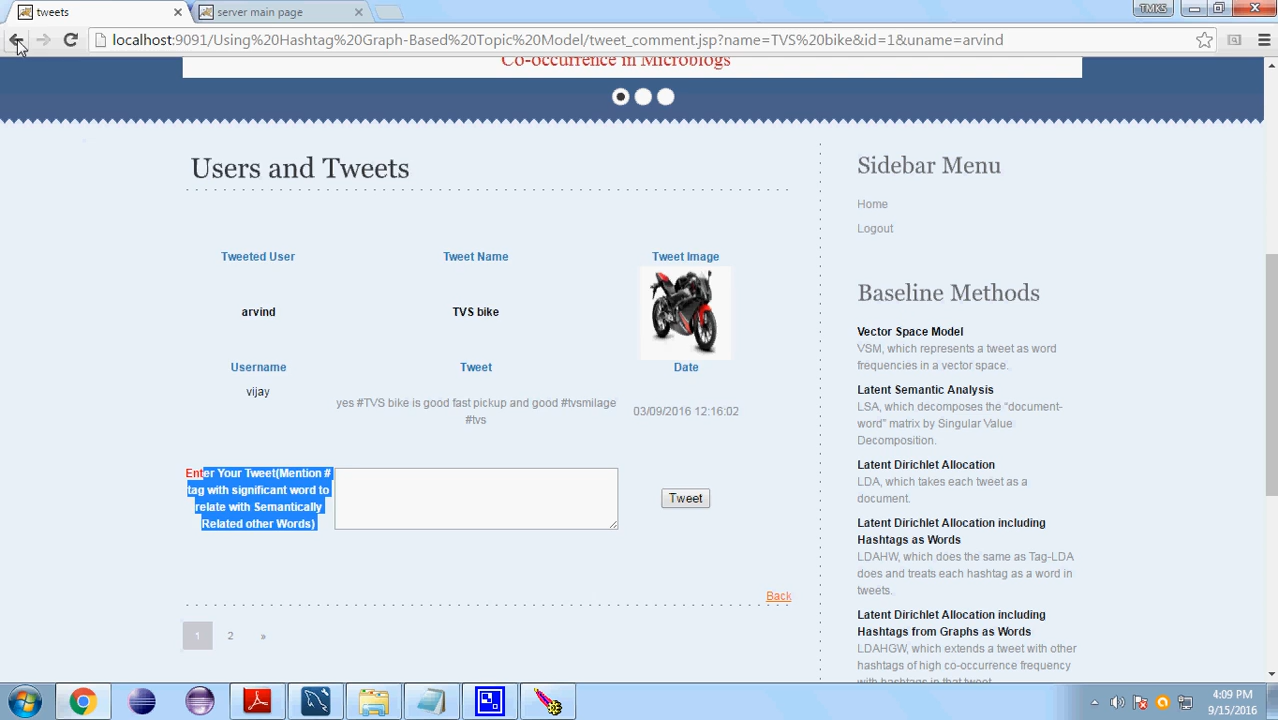 tweets
server main page
TMKS
localhost:9091/Using%20Hashtag%20Graph-Based%20Topic%20Model/tweet_comment.jsp?name=TVS%20bike&id=1&uname=arvind
Co-occurrence in Microblogs
Users and Tweets
Tweeted User
Tweet Name
Tweet Image
arvind
TVS bike
Username
Tweet
Date
vijay
yes #TVS bike is good fast pickup and good #tvsmilage
#tvs
03/09/2016 12:16:02
Enter Your Tweet(Mention #
tag with significant word to
relate with Semantically
Related other Words)
Tweet
Back
1
2
»
Sidebar Menu
Home
Logout
Baseline Methods
Vector Space Model
VSM, which represents a tweet as word
frequencies in a vector space.
Latent Semantic Analysis
LSA, which decomposes the “document-
word” matrix by Singular Value
Decomposition.
Latent Dirichlet Allocation
LDA, which takes each tweet as a
document.
Latent Dirichlet Allocation including
Hashtags as Words
LDAHW, which does the same as Tag-LDA
does and treats each hashtag as a word in
tweets.
Latent Dirichlet Allocation including
Hashtags from Graphs as Words
LDAHGW, which extends a tweet with other
hashtags of high co-occurrence frequency
with hashtags in that tweet.
4:09 PM
9/15/2016